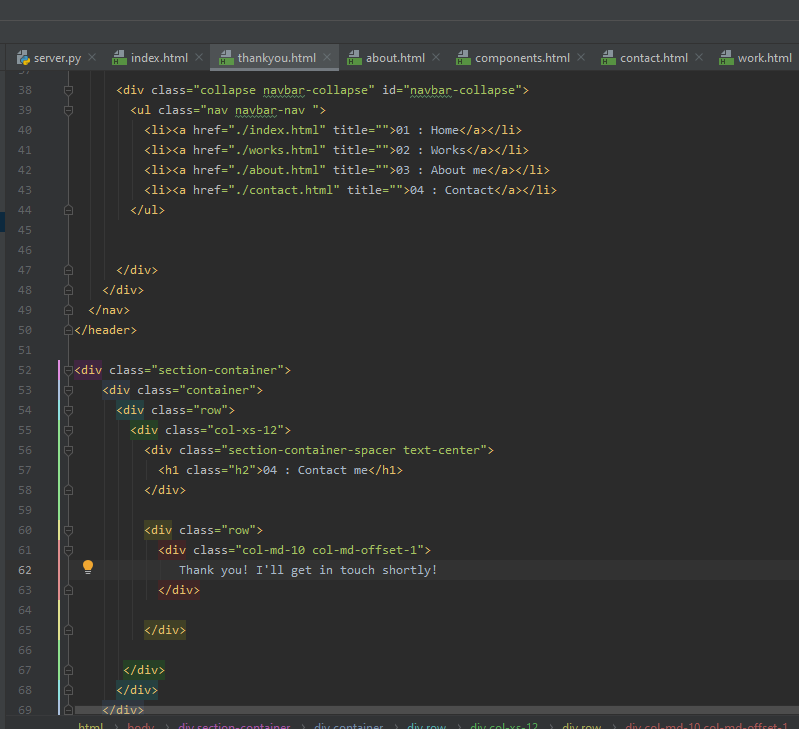 server.py index.html thankyou.html about.html components.html contact.html work.html
37
38 <div class="collapse navbar-collapse" id="navbar-collapse">
39 <ul class="nav navbar-nav ">
40 <li><a href="./index.html" title="">01 : Home</a></li>
41 <li><a href="./works.html" title="">02 : Works</a></li>
42 <li><a href="./about.html" title="">03 : About me</a></li>
43 <li><a href="./contact.html" title="">04 : Contact</a></li>
44 </ul>
45
46
47 </div>
48 </div>
49 </nav>
50 </header>
51
52 <div class="section-container">
53 <div class="container">
54 <div class="row">
55 <div class="col-xs-12">
56 <div class="section-container-spacer text-center">
57 <h1 class="h2">04 : Contact me</h1>
58 </div>
59
60 <div class="row">
61 <div class="col-md-10 col-md-offset-1">
62 Thank you! I'll get in touch shortly!
63 </div>
64
65 </div>
66
67 </div>
68 </div>
69 </div>
html › body › div.section-container › div.container › div.row › div.col-xs-12 › div.row › div.col-md-10.col-md-offset-1